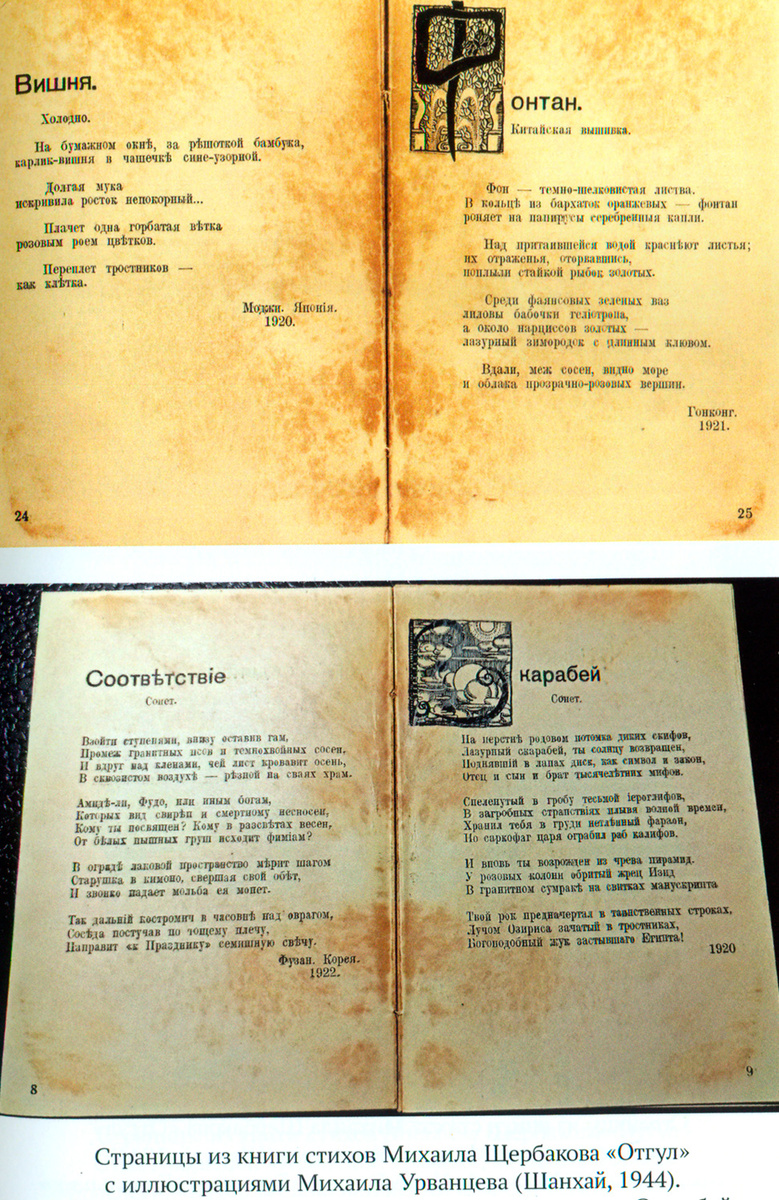 Вишня.
Холодно.
На бумажном окнѣ, за рѣшоткой бамбука,
карлик-вишня в чашечкѣ сине-узорной.
Долгая мука
искривила росток непокорный...
Плачет одна горбатая вѣтка
розовым роем цвѣтков.
Переплет тростников —
как клѣтка.
Моджи. Японія.
1920.
24
Фонтан.
Китайская вышивка.
Фон — темно-шелковистая листва.
В кольцѣ из бархаток оранжевых — фонтан
роняет на папирусы серебренныя капли.
Над притаившейся водой краснѣют листья;
их отраженья, оторвавшись,
поплыли стайкой рыбок золотых.
Среди фаянсовых зеленых ваз
лиловы бабочки геліотропа,
а около нарциссов золотых —
лазурный зимородок с длинным клювом.
Вдали, меж сосен, видно море
и облака прозрачно-розовых вершин.
Гонконг.
1921.
25
Соотвѣтствіе
Сонет.
Взойти ступенями, внизу оставив гам,
Промеж гранитных псов и темнохвойных сосен,
И вдруг над кленами, чей лист кровавит осень,
В сквозистом воздухѣ — рѣзной на сваях храм.
Амидѣ-ли, Фудо, или иным богам,
Которых вид свирѣп и смертному несносен,
Кому ты посвящен? Кому в разсвѣтах весен,
От бѣлых пышных груш исходит фиміам?
В оградѣ лаковой пространство мѣрит шагом
Старушка в кимоно, свершая свой обѣт,
И звонко падает мольба ея монет.
Так дальній костромич в часовнѣ над оврагом,
Сосѣда постучав по тощему плечу,
Направит «к Празднику» семишную свѣчу.
Фузан. Корея.
1922.
8
Скарабей
Сонет.
На перстнѣ родовом потомка диких скифов,
Лазурный скарабей, ты солнцу возвращен,
Поднявшій в лапах диск, как символ и закон,
Отец и сын и брат тысячелѣтних мифов.
Спеленутый в гробу тесьмой іероглифов,
В загробных странствіях плывя волной времен,
Хранил тебя в груди нетлѣнный фараон,
Но саркофаг царя ограбил раб калифов.
И вновь ты возрожден из чрева пирамид.
У розовых колонн обритый жрец Изид
В гранитном сумракѣ на свитках манускрипта
Твой рок предначертал в таинственных строках,
Лучом Озириса зачатый в тростниках,
Богоподобный жук застывшаго Египта!
1920
9
Страницы из книги стихов Михаила Щербакова «Отгул»
с иллюстрациями Михаила Урванцева (Шанхай, 1944).